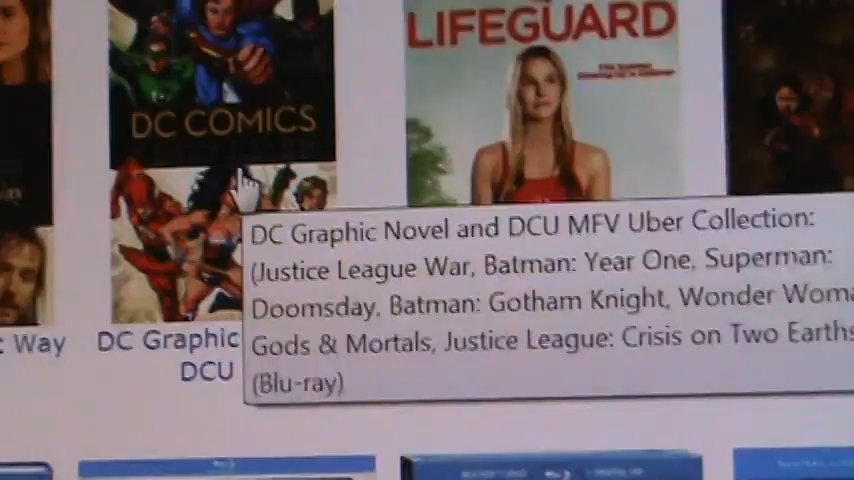 LIFEGUARD
DC COMICS
DC Graphic Novel and DCU MFV Uber Collection:
(Justice League War, Batman: Year One, Superman:
Doomsday, Batman: Gotham Knight, Wonder Woma
Gods & Mortals, Justice League: Crisis on Two Earths
(Blu-ray)
: Way
DC Graphic
DCU